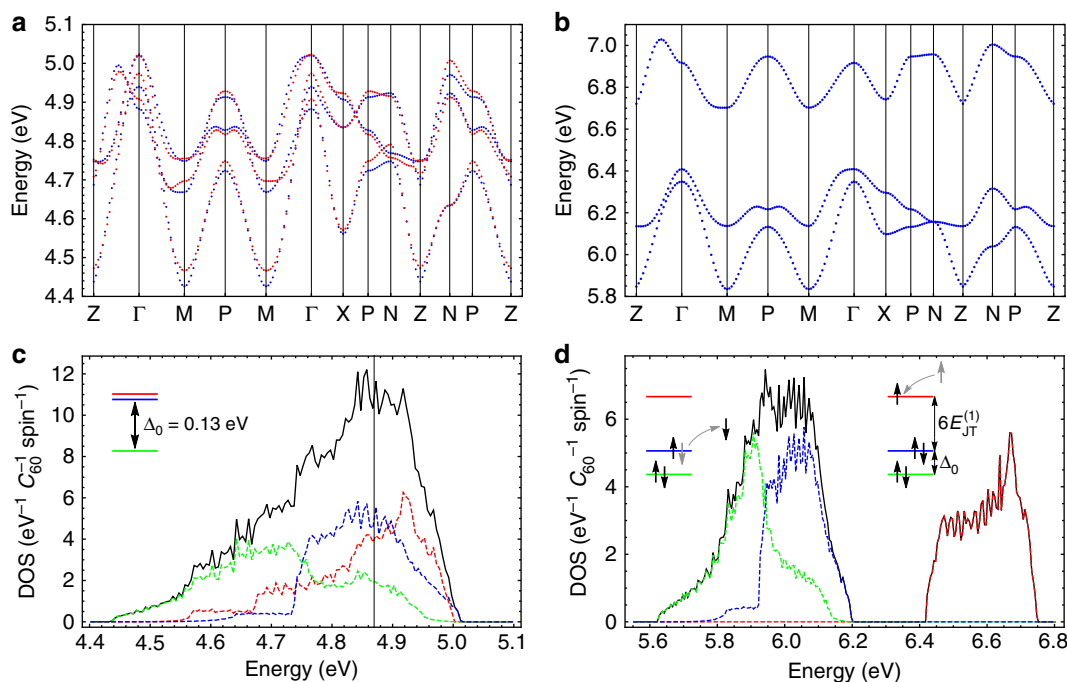 a
5.1
5.0
4.9
4.8
4.7
4.6
4.5
4.4
Energy (eV)
Z Γ M P M Γ X P N Z N P Z
b
7.0
6.8
6.6
6.4
6.2
6.0
5.8
Energy (eV)
Z Γ M P M Γ X P N Z N P Z
c
12
10
8
6
4
2
0
DOS (eV⁻¹ C₆₀⁻¹ spin⁻¹)
Δ₀ = 0.13 eV
4.4 4.5 4.6 4.7 4.8 4.9 5.0 5.1
Energy (eV)
d
6
4
2
0
DOS (eV⁻¹ C₆₀⁻¹ spin⁻¹)
6E_JT^(1)
Δ₀
5.6 5.8 6.0 6.2 6.4 6.6 6.8
Energy (eV)